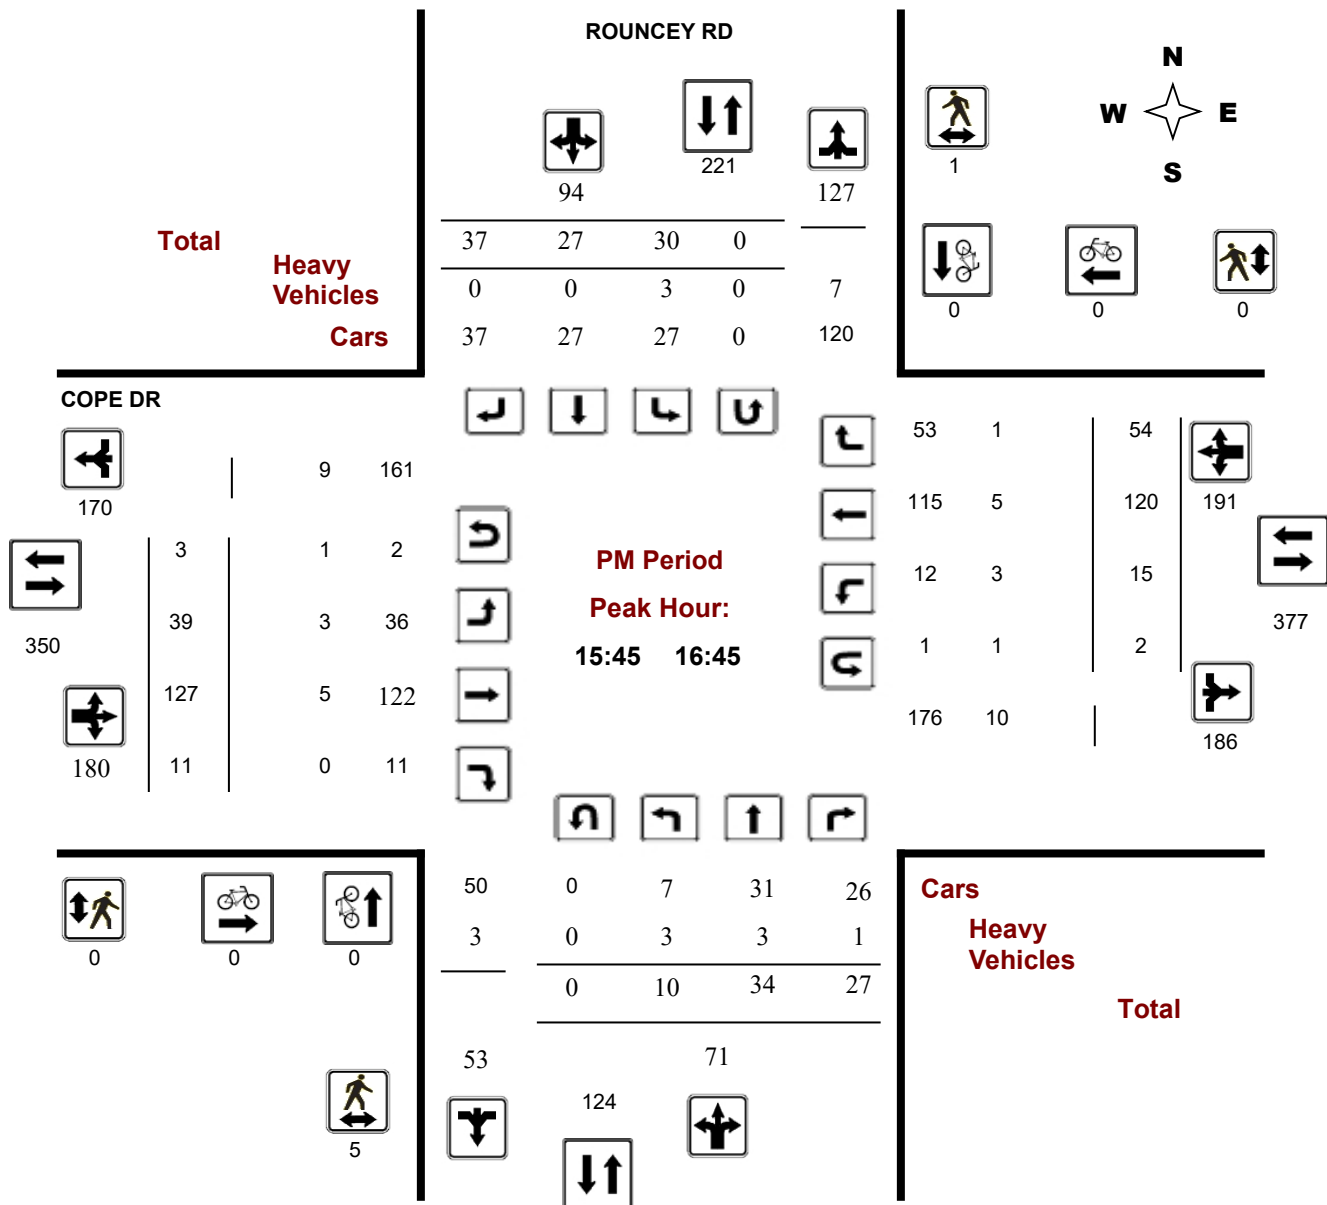 ROUNCEY RD
N
W E
S
94 221 127 1
Total 37 27 30 0
Heavy
Vehicles
0 0 3 0 7
0 0 0
Cars 37 27 27 0 120
COPE DR
170 9 161
53 1 54
191
115 5 120
3 1 2
PM Period
12 3 15
377
350
39 3 36
Peak Hour:
15:45 16:45
1 1 2
127 5 122
176 10
186
180 11 0 11
50 0 7 31 26 Cars
3 0 3 3 1 Heavy
Vehicles
0 0 0
0 10 34 27 Total
53 71
124
5